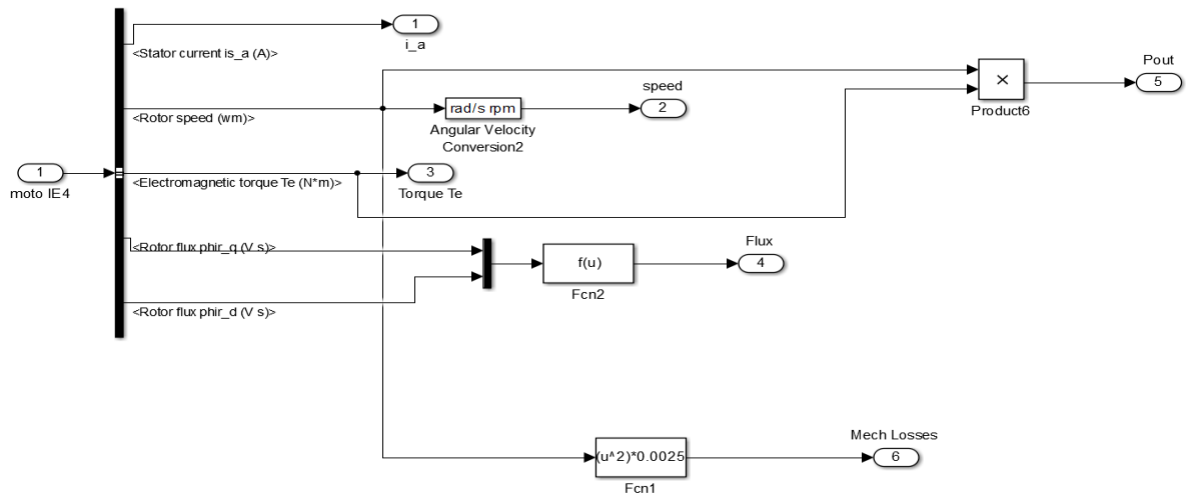 1
i_a
<Stator current is_a (A)>
Pout
5
speed
×
Product6
rad/s rpm
2
<Rotor speed (wm)>
Angular Velocity
Conversion2
1
moto IE4
<Electromagnetic torque Te (N*m)>
3
Torque Te
<Rotor flux phir_q (V s)>
Flux
f(u)
4
Fcn2
<Rotor flux phir_d (V s)>
Mech Losses
(u^2)*0.0025
6
Fcn1